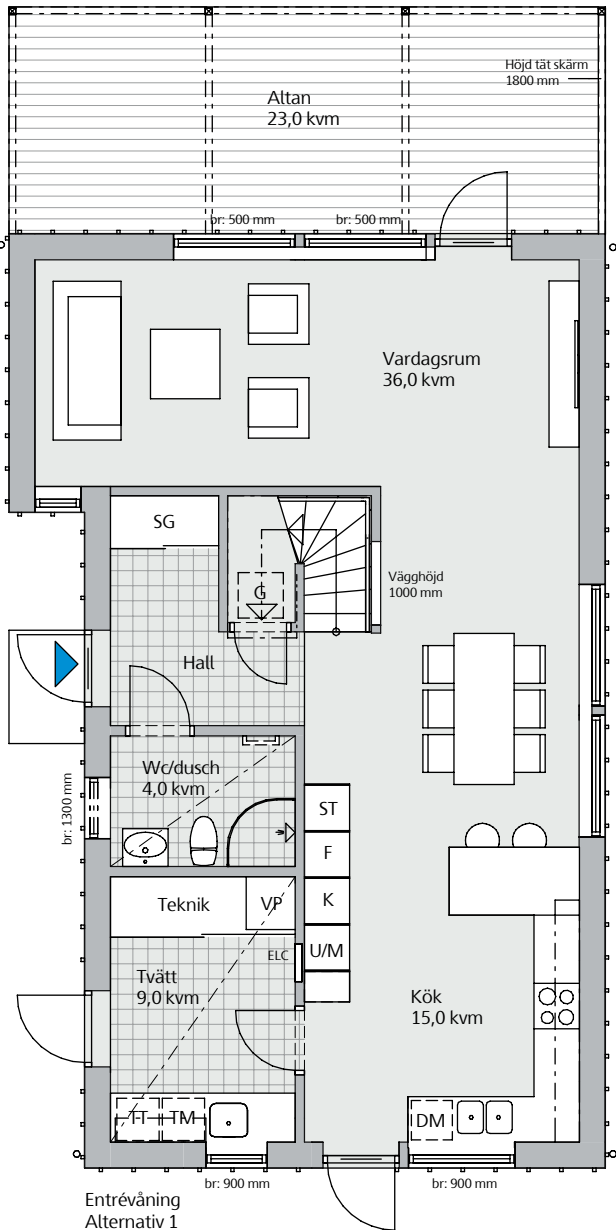 Höjd tät skärm
1800 mm
Altan
23,0 kvm
br: 500 mm
br: 500 mm
Vardagsrum
36,0 kvm
SG
G
Vägghöjd
1000 mm
Hall
Wc/dusch
4,0 kvm
br: 1300 mm
ST
F
K
U/M
Teknik
VP
ELC
Tvätt
9,0 kvm
Kök
15,0 kvm
TT
TM
DM
br: 900 mm
br: 900 mm
Entrévåning
Alternativ 1